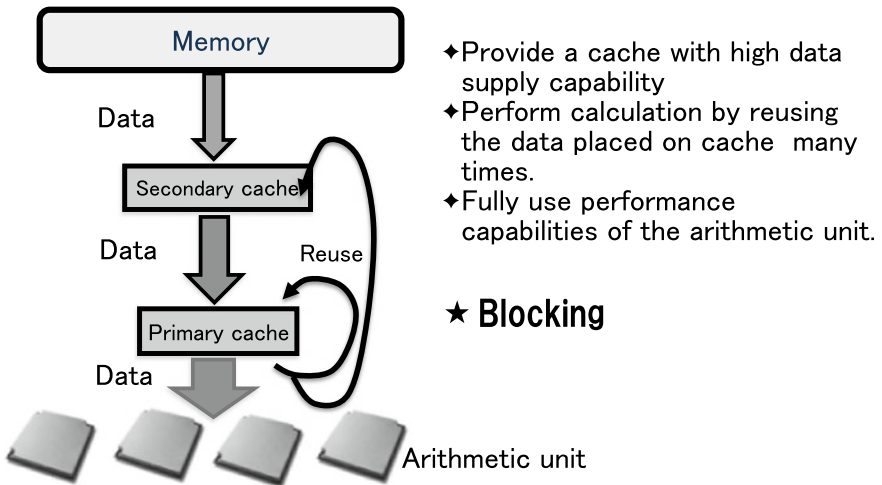 Memory
Data
Secondary cache
Data
Reuse
Primary cache
Data
Arithmetic unit
✦Provide a cache with high data
supply capability
✦Perform calculation by reusing
the data placed on cache  many
times.
✦Fully use performance
capabilities of the arithmetic unit.
★ Blocking